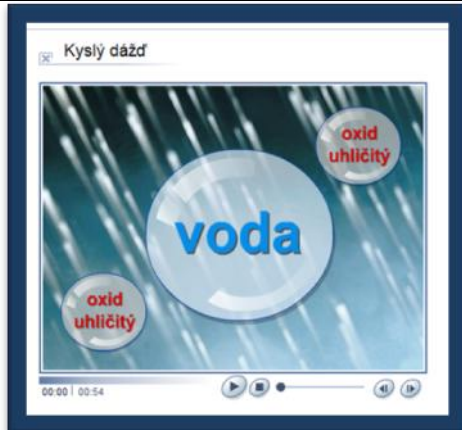 Kyslý dážď
oxid
uhličitý
voda
oxid
uhličitý
00:00 | 00:54